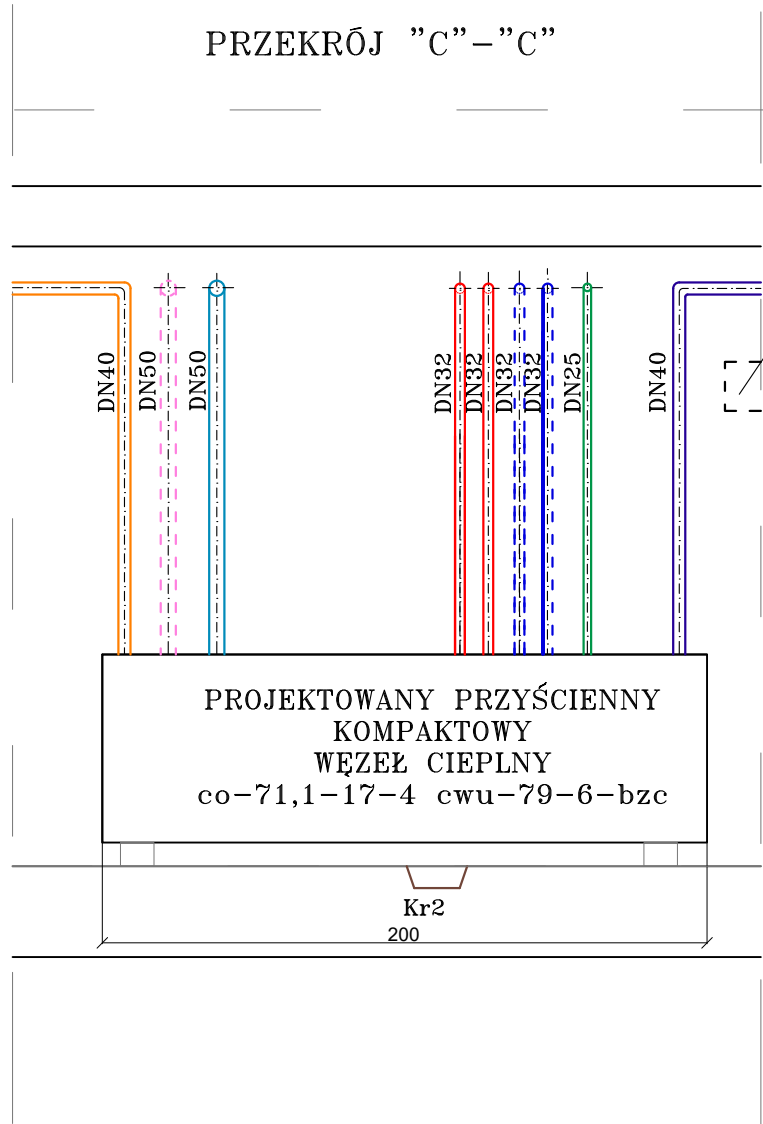 PRZEKRÓJ "C"-"C"
DN40
DN50
DN50
DN32
DN32
DN32
DN32
DN25
DN40
PROJEKTOWANY PRZYŚCIENNY
KOMPAKTOWY
WĘZEŁ CIEPLNY
co-71,1-17-4 cwu-79-6-bzc
Kr2
200